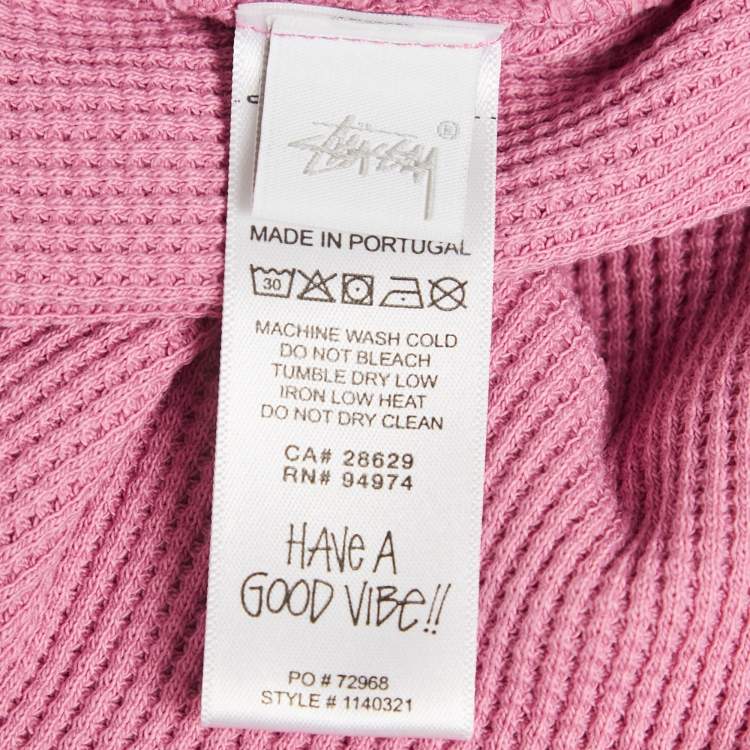 Stüssy ®
MADE IN PORTUGAL
30
MACHINE WASH COLD
DO NOT BLEACH
TUMBLE DRY LOW
IRON LOW HEAT
DO NOT DRY CLEAN
CA# 28629
RN# 94974
HAVE A
GOOD VIBE!!
PO # 72968
STYLE # 1140321